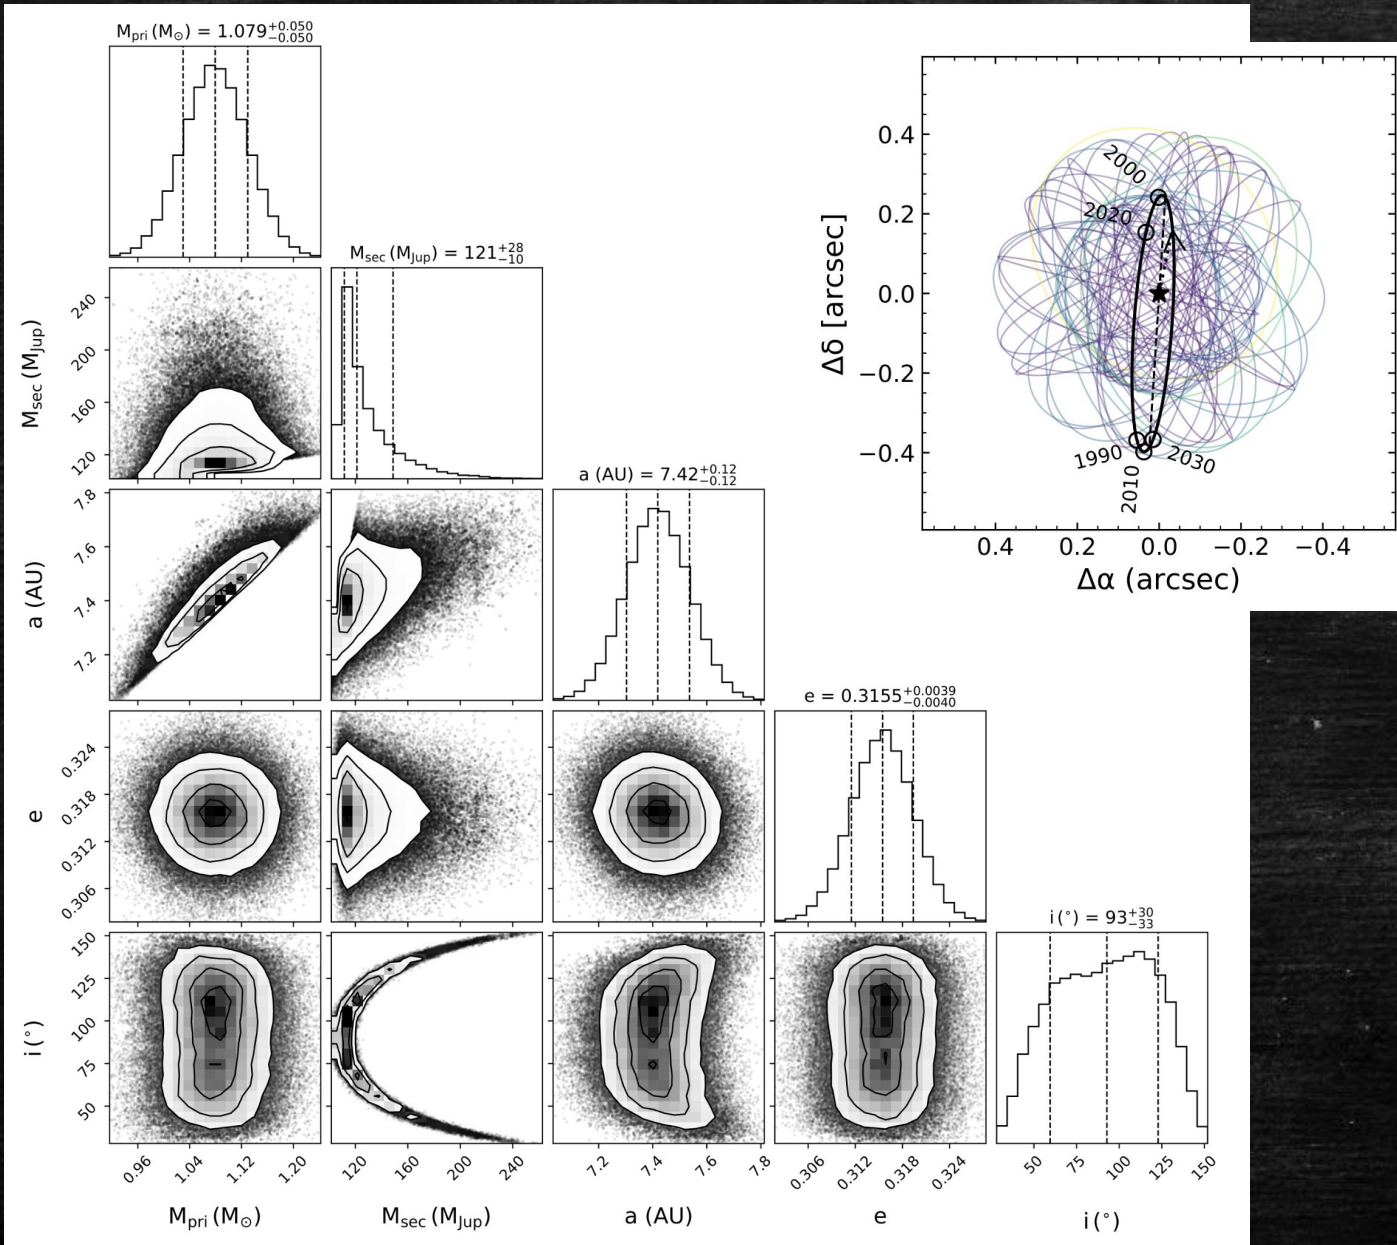 M_pri (M_⊙) = 1.079^{+0.050}_{−0.050}
M_sec (M_Jup) = 121^{+28}_{−10}
a (AU) = 7.42^{+0.12}_{−0.12}
e = 0.3155^{+0.0039}_{−0.0040}
i (°) = 93^{+30}_{−33}
M_sec (M_Jup)
240
200
160
120
a (AU)
7.8
7.6
7.4
7.2
e
0.324
0.318
0.312
0.306
i (°)
150
125
100
75
50
0.96 1.04 1.12 1.20
M_pri (M_⊙)
120 160 200 240
M_sec (M_Jup)
7.2 7.4 7.6 7.8
a (AU)
0.306 0.312 0.318 0.324
e
50 75 100 125 150
i (°)
Δδ [arcsec]
0.4
0.2
0.0
−0.2
−0.4
2000
2020
1990
2010
2030
0.4 0.2 0.0 −0.2 −0.4
Δα (arcsec)